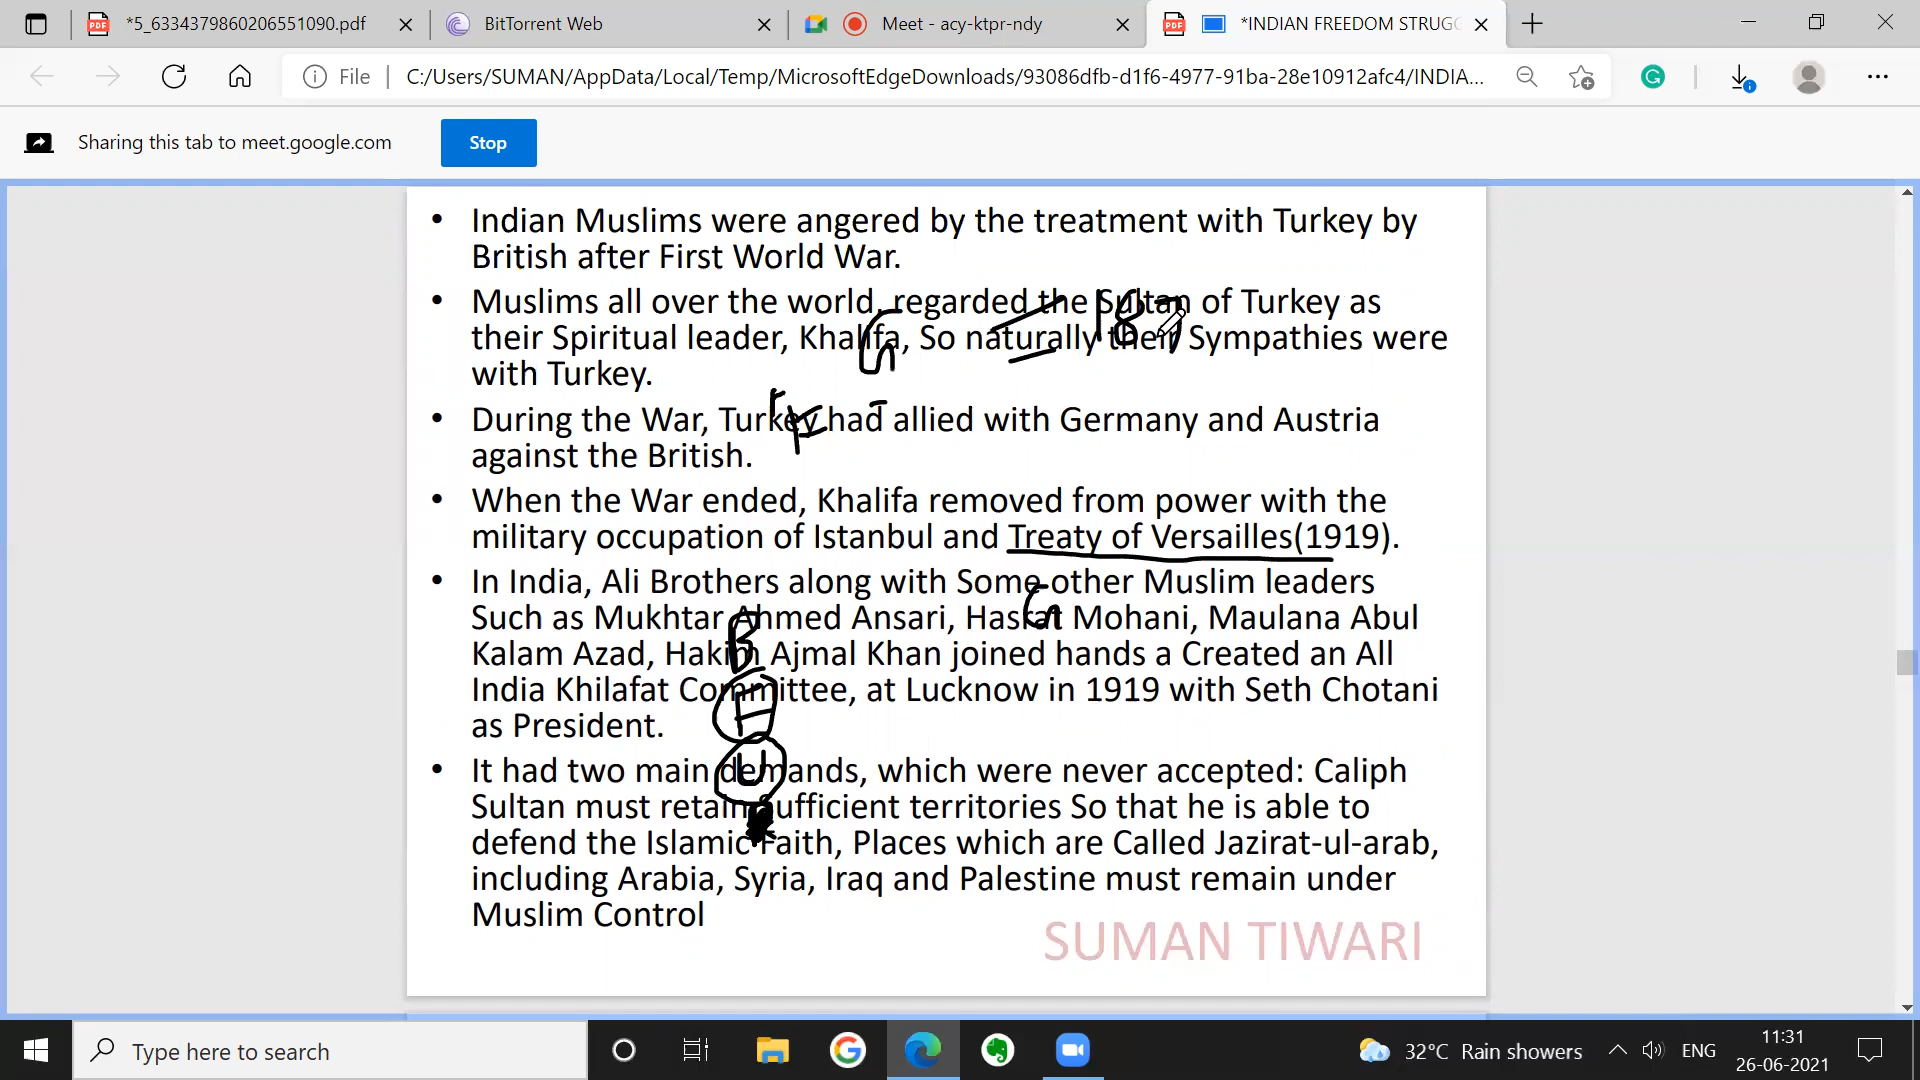 *5_6334379860206551090.pdf
BitTorrent Web
Meet - acy-ktpr-ndy
*INDIAN FREEDOM STRUGG
File
C:/Users/SUMAN/AppData/Local/Temp/MicrosoftEdgeDownloads/93086dfb-d1f6-4977-91ba-28e10912afc4/INDIA...
Sharing this tab to meet.google.com
Stop
• Indian Muslims were angered by the treatment with Turkey by
British after First World War.
• Muslims all over the world, regarded the Sultan of Turkey as
their Spiritual leader, Khalifa, So naturally their Sympathies were
with Turkey.
187
G
• During the War, Turkey had allied with Germany and Austria
against the British.
• When the War ended, Khalifa removed from power with the
military occupation of Istanbul and Treaty of Versailles(1919).
• In India, Ali Brothers along with Some other Muslim leaders
Such as Mukhtar Ahmed Ansari, Hasrat Mohani, Maulana Abul
Kalam Azad, Hakim Ajmal Khan joined hands a Created an All
India Khilafat Committee, at Lucknow in 1919 with Seth Chotani
as President.
G
B
F
U
• It had two main demands, which were never accepted: Caliph
Sultan must retain sufficient territories So that he is able to
defend the Islamic Faith, Places which are Called Jazirat-ul-arab,
including Arabia, Syria, Iraq and Palestine must remain under
Muslim Control
SUMAN TIWARI
Type here to search
32°C Rain showers
ENG
11:31
26-06-2021